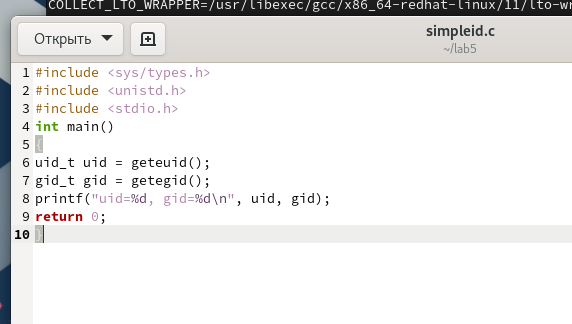 COLLECT_LTO_WRAPPER=/usr/libexec/gcc/x86_64-redhat-linux/11/lto-wr
Открыть
simpleid.c
~/lab5
1 #include <sys/types.h>
2 #include <unistd.h>
3 #include <stdio.h>
4 int main()
5 {
6 uid_t uid = geteuid();
7 gid_t gid = getegid();
8 printf("uid=%d, gid=%d\n", uid, gid);
9 return 0;
10 }